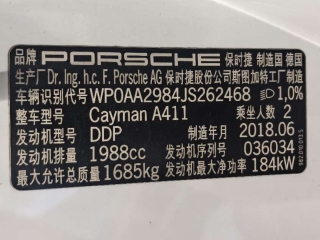 品牌 PORSCHE 保时捷 制造国 德国
生产厂 Dr. Ing. h.c. F. Porsche AG 保时捷股份公司斯图加特工厂制造
车辆识别代号 WP0AA2984JS262468 1,0%
整车型号 Cayman A411 乘坐人数 2
发动机型号 DDP 制造年月 2018.06
发动机排量 1988cc 发动机序列号 036034
最大允许总质量 1685kg 发动机最大净功率 184kW